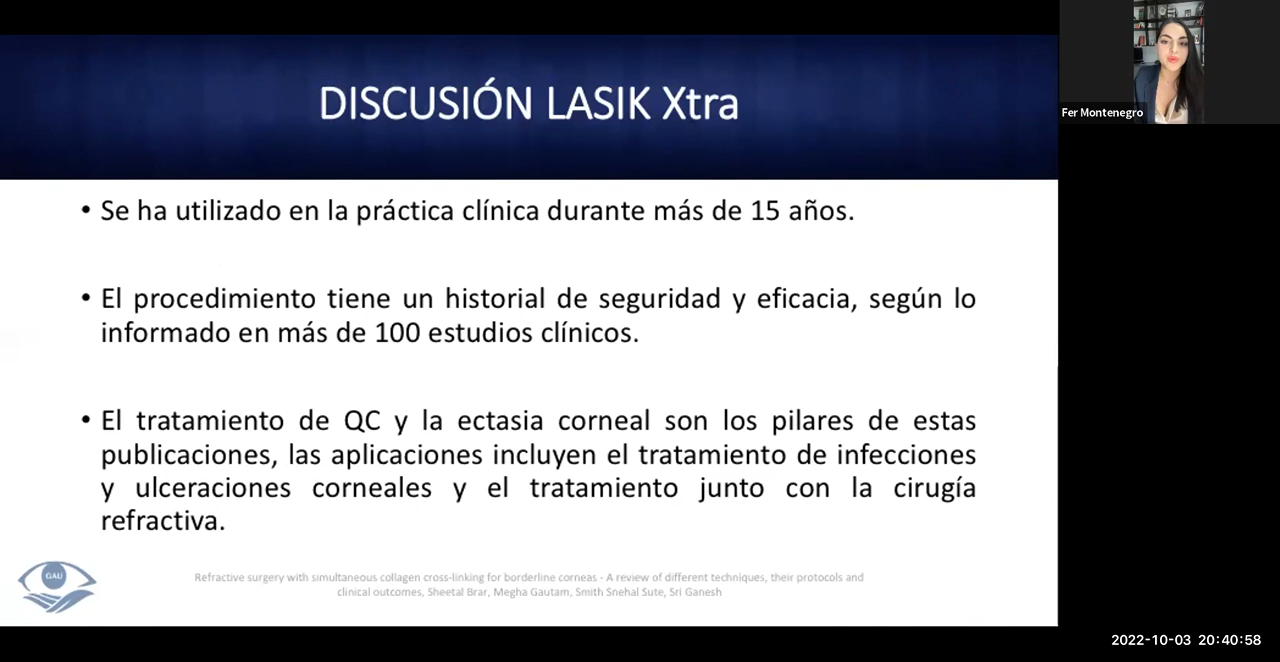 DISCUSIÓN LASIK Xtra
• Se ha utilizado en la práctica clínica durante más de 15 años.
• El procedimiento tiene un historial de seguridad y eficacia, según lo
informado en más de 100 estudios clínicos.
• El tratamiento de QC y la ectasia corneal son los pilares de estas
publicaciones, las aplicaciones incluyen el tratamiento de infecciones
y ulceraciones corneales y el tratamiento junto con la cirugía
refractiva.
GAU
Refractive surgery with simultaneous collagen cross-linking for borderline corneas - A review of different techniques, their protocols and
clinical outcomes, Sheetal Brar, Megha Gautam, Smith Snehal Sute, Sri Ganesh
Fer Montenegro
2022-10-03 20:40:58